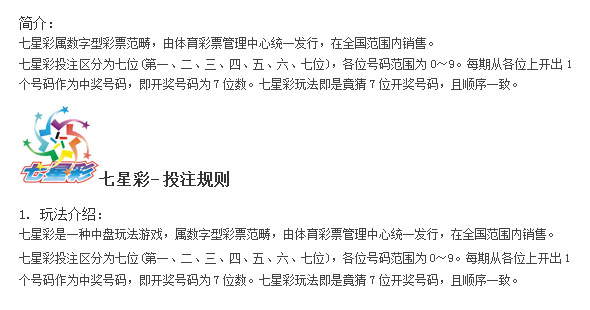 简介:
七星彩属数字型彩票范畴，由体育彩票管理中心统一发行，在全国范围内销售。
七星彩投注区分为七位(第一、二、三、四、五、六、七位)，各位号码范围为0～9。每期从各位上开出1
个号码作为中奖号码，即开奖号码为7位数。七星彩玩法即是竟猜7位开奖号码，且顺序一致。
七星彩
七星彩-投注规则
1. 玩法介绍:
七星彩是一种中盘玩法游戏，属数字型彩票范畴，由体育彩票管理中心统一发行，在全国范围内销售。
七星彩投注区分为七位(第一、二、三、四、五、六、七位)，各位号码范围为0～9。每期从各位上开出1
个号码作为中奖号码，即开奖号码为7位数。七星彩玩法即是竟猜7位开奖号码，且顺序一致。